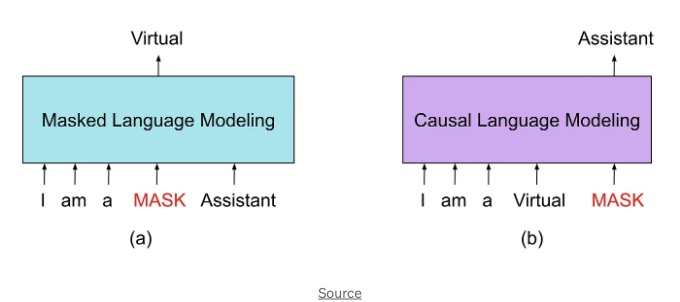 Virtual
Assistant
Masked Language Modeling
Causal Language Modeling
I am a MASK Assistant
I am a Virtual MASK
(a)
(b)
Source